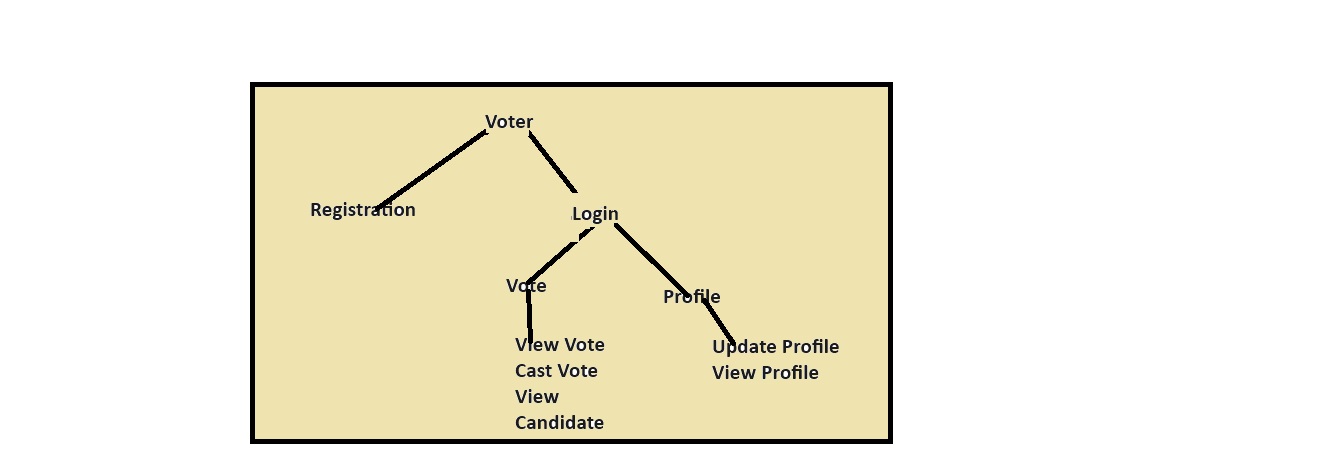 Voter
Registration
Login
Vote
Profile
View Vote
Cast Vote
View
Candidate
Update Profile
View Profile